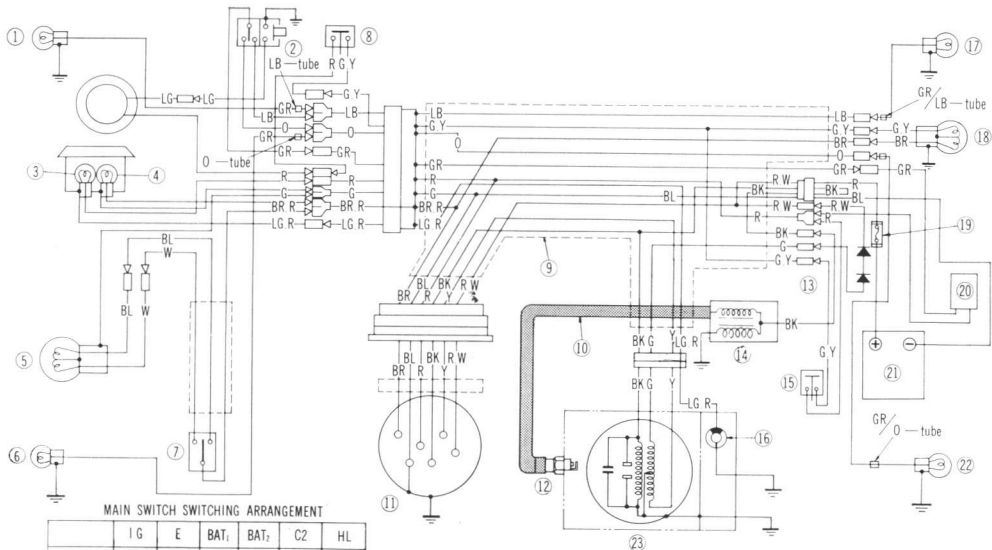 ① ② ⑧ ⑰
R G Y
LB—tube
GR
LB—tube
LG LG G Y
GR LB LB LB G Y G Y
LB G Y BR BR ⑱
O O O O
GR
O—tube
GR GR GR GR GR
③ ④ R R R R W R
G G G BK BK BL
BR R BR R BR R BL R W R W
LG R LG R R ⑲
BK
BL W G
⑨ G Y
BR BL R BK Y R W ⑬ ⑳
BL W ⑩ BK
⑤ BL BK R W BK G Y LG R ⑭ + −
BR R Y G Y ㉑
BK G Y ⑮
LG R
GR
O—tube
⑥ ⑦ ⑯ ㉒
⑪ ⑫
㉓
MAIN SWITCH SWITCHING ARRANGEMENT
IG E BAT₁ BAT₂ C2 HL